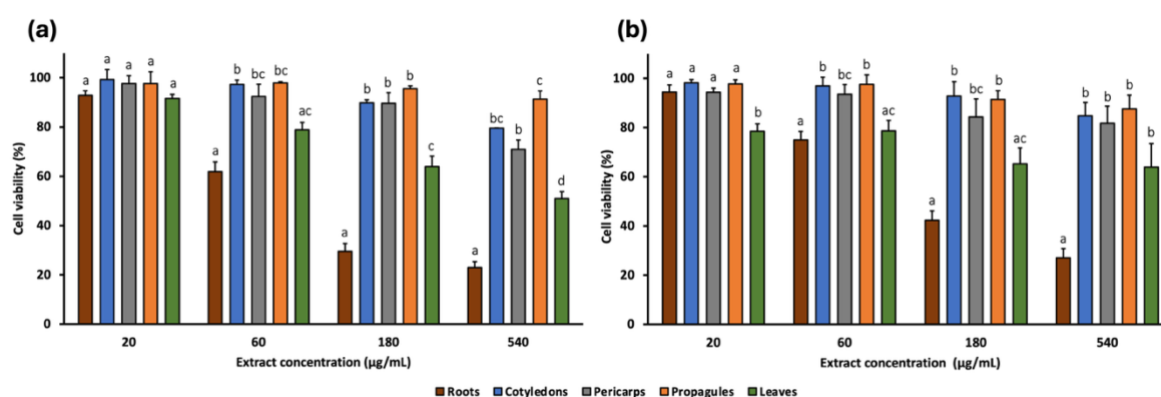 (a)
Cell viability (%)
100
80
60
40
20
0
a a a a a
a b bc bc ac
a b b b c
a bc b c d
20 60 180 540
Extract concentration (µg/mL)
(b)
Cell viability (%)
100
80
60
40
20
0
a a a a b
a b bc b ac
a b bc b ac
a b b b b
20 60 180 540
Extract concentration (µg/mL)
Roots Cotyledons Pericarps Propagules Leaves